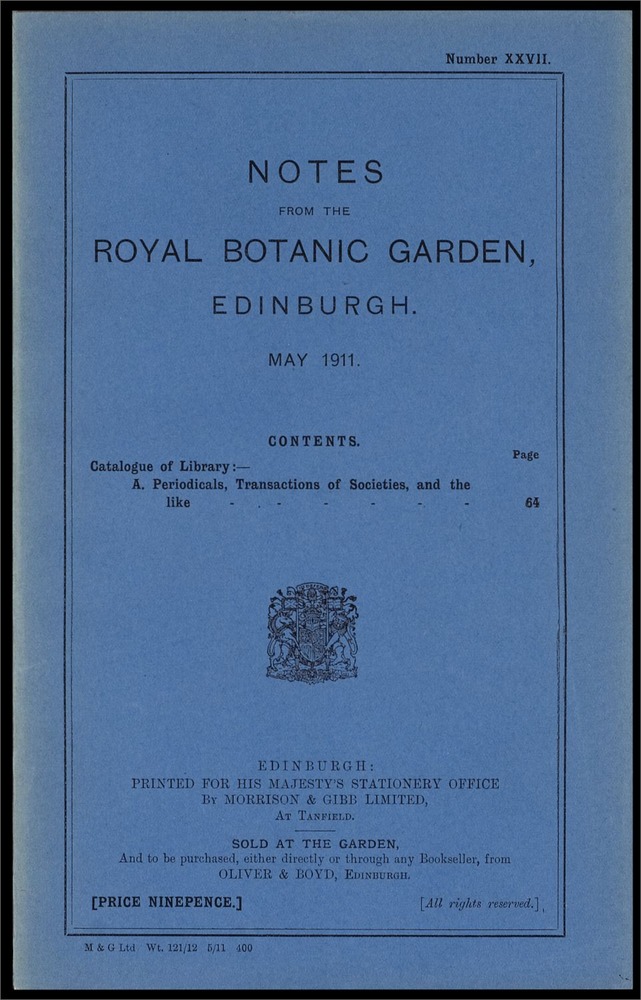 Number XXVII.
NOTES
FROM THE
ROYAL BOTANIC GARDEN,
EDINBURGH.
MAY 1911.
CONTENTS.
Page
Catalogue of Library:—
A. Periodicals, Transactions of Societies, and the
like - . - - - - - 64
EDINBURGH:
PRINTED FOR HIS MAJESTY'S STATIONERY OFFICE
By MORRISON & GIBB LIMITED,
At Tanfield.
SOLD AT THE GARDEN,
And to be purchased, either directly or through any Bookseller, from
OLIVER & BOYD, Edinburgh.
[PRICE NINEPENCE.] [All rights reserved.]
M & G Ltd Wt. 121/12 5/11 400